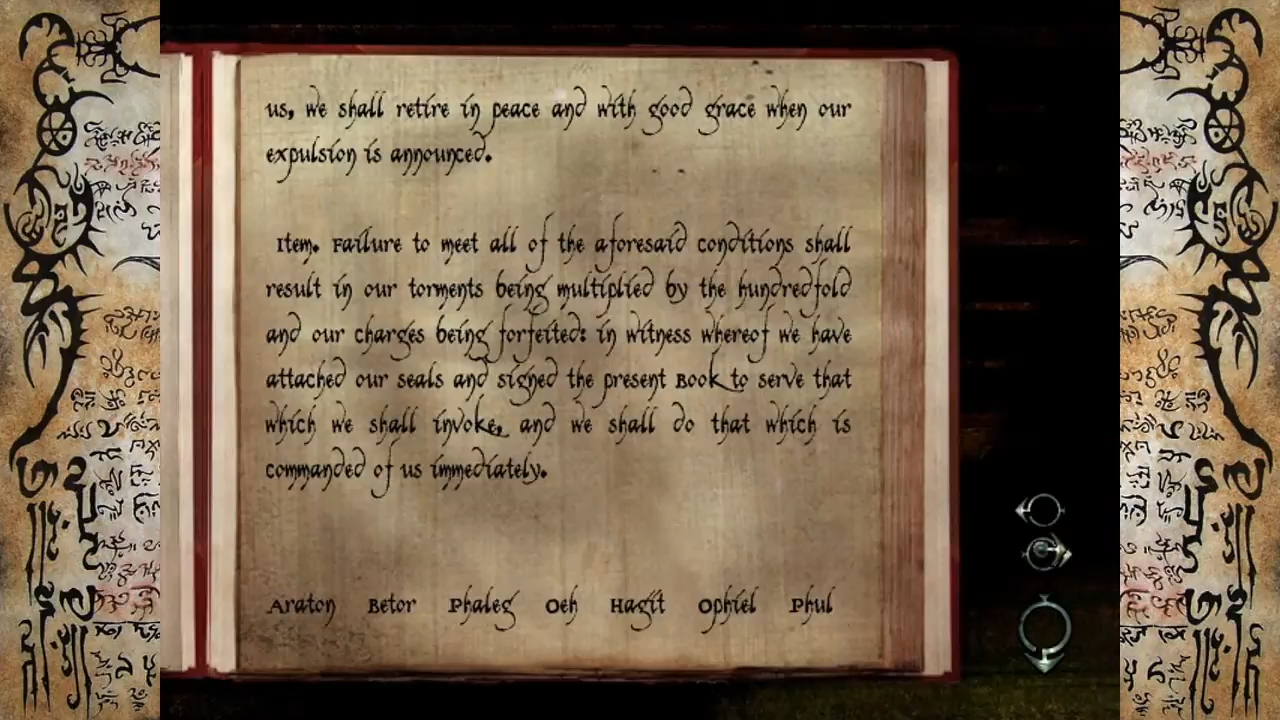 us, we shall retire in peace and with good grace when our
expulsion is announced.
Item. Failure to meet all of the aforesaid conditions shall
result in our torments being multiplied by the hundredfold
and our charges being forfeited: in witness whereof we have
attached our seals and signed the present Book to serve that
which we shall invoke, and we shall do that which is
commanded of us immediately.
Araton Betor Phaleg Och Hagit Ophiel Phul